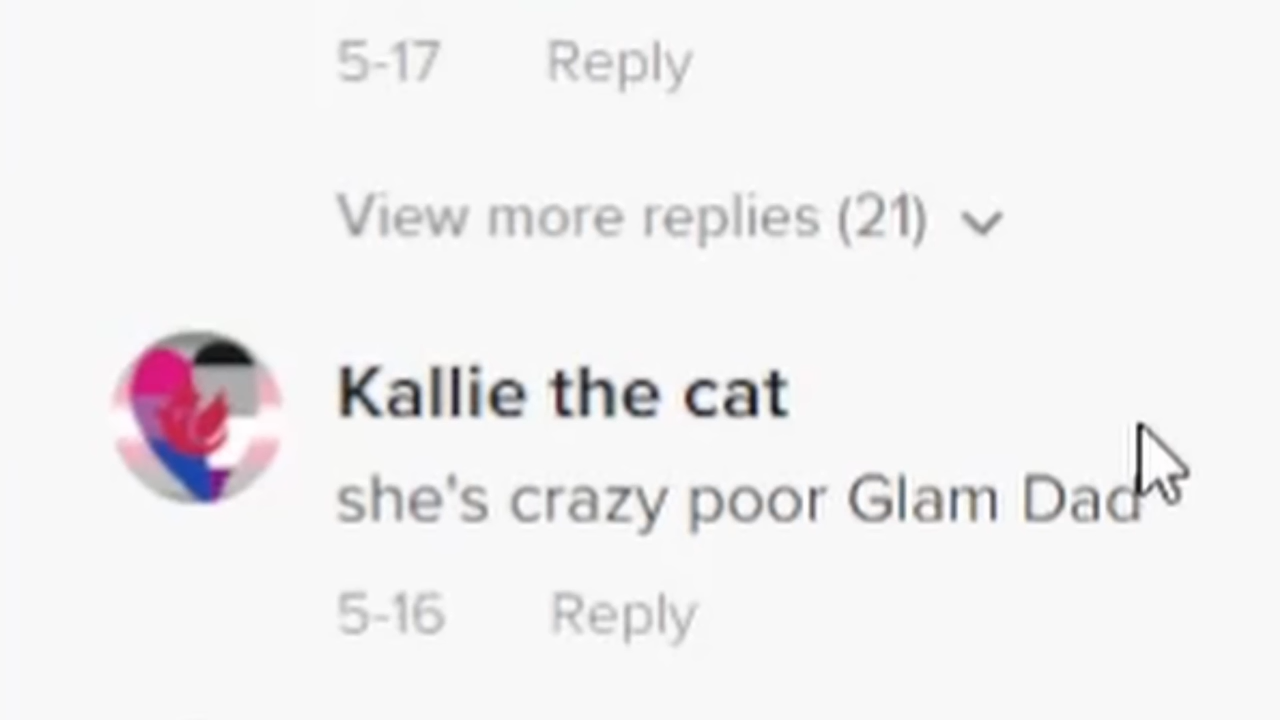 5-17 Reply
View more replies (21)
Kallie the cat
she's crazy poor Glam Dad
5-16 Reply